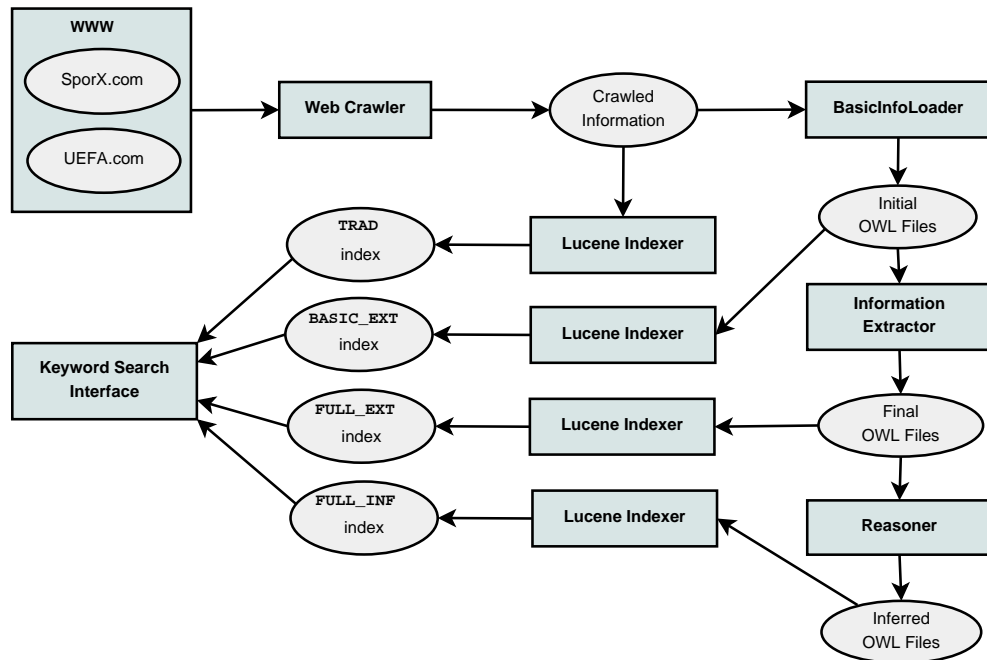 WWW
SporX.com
UEFA.com
Web Crawler
Crawled
Information
BasicInfoLoader
Initial
OWL Files
TRAD
index
Lucene Indexer
BASIC_EXT
index
Lucene Indexer
Information
Extractor
Keyword Search
Interface
FULL_EXT
index
Lucene Indexer
Final
OWL Files
FULL_INF
index
Lucene Indexer
Reasoner
Inferred
OWL Files